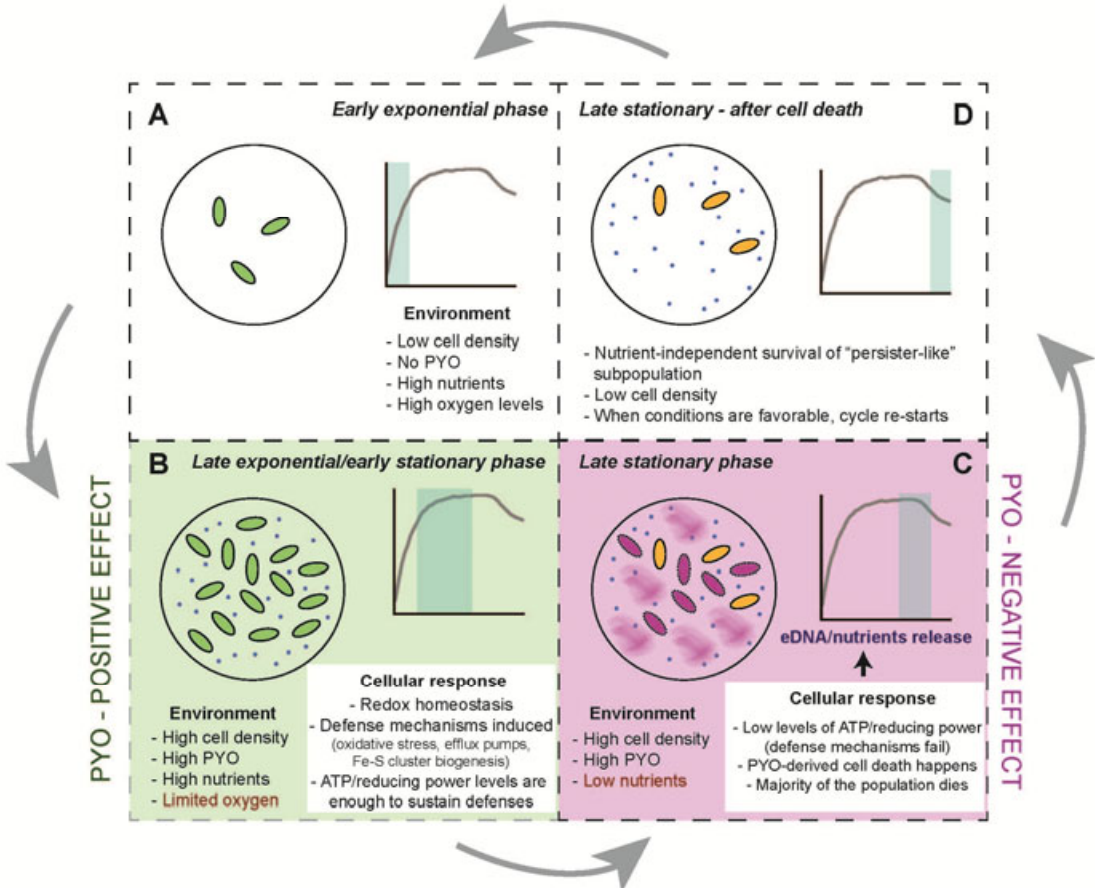 A
Early exponential phase
Environment
- Low cell density
- No PYO
- High nutrients
- High oxygen levels
Late stationary - after cell death
D
- Nutrient-independent survival of “persister-like”
subpopulation
- Low cell density
- When conditions are favorable, cycle re-starts
PYO - POSITIVE EFFECT
B
Late exponential/early stationary phase
Environment
- High cell density
- High PYO
- High nutrients
- Limited oxygen
Cellular response
- Redox homeostasis
- Defense mechanisms induced
(oxidative stress, efflux pumps,
Fe-S cluster biogenesis)
- ATP/reducing power levels are
enough to sustain defenses
Late stationary phase
C
eDNA/nutrients release
Environment
- High cell density
- High PYO
- Low nutrients
Cellular response
- Low levels of ATP/reducing power
(defense mechanisms fail)
- PYO-derived cell death happens
- Majority of the population dies
PYO - NEGATIVE EFFECT